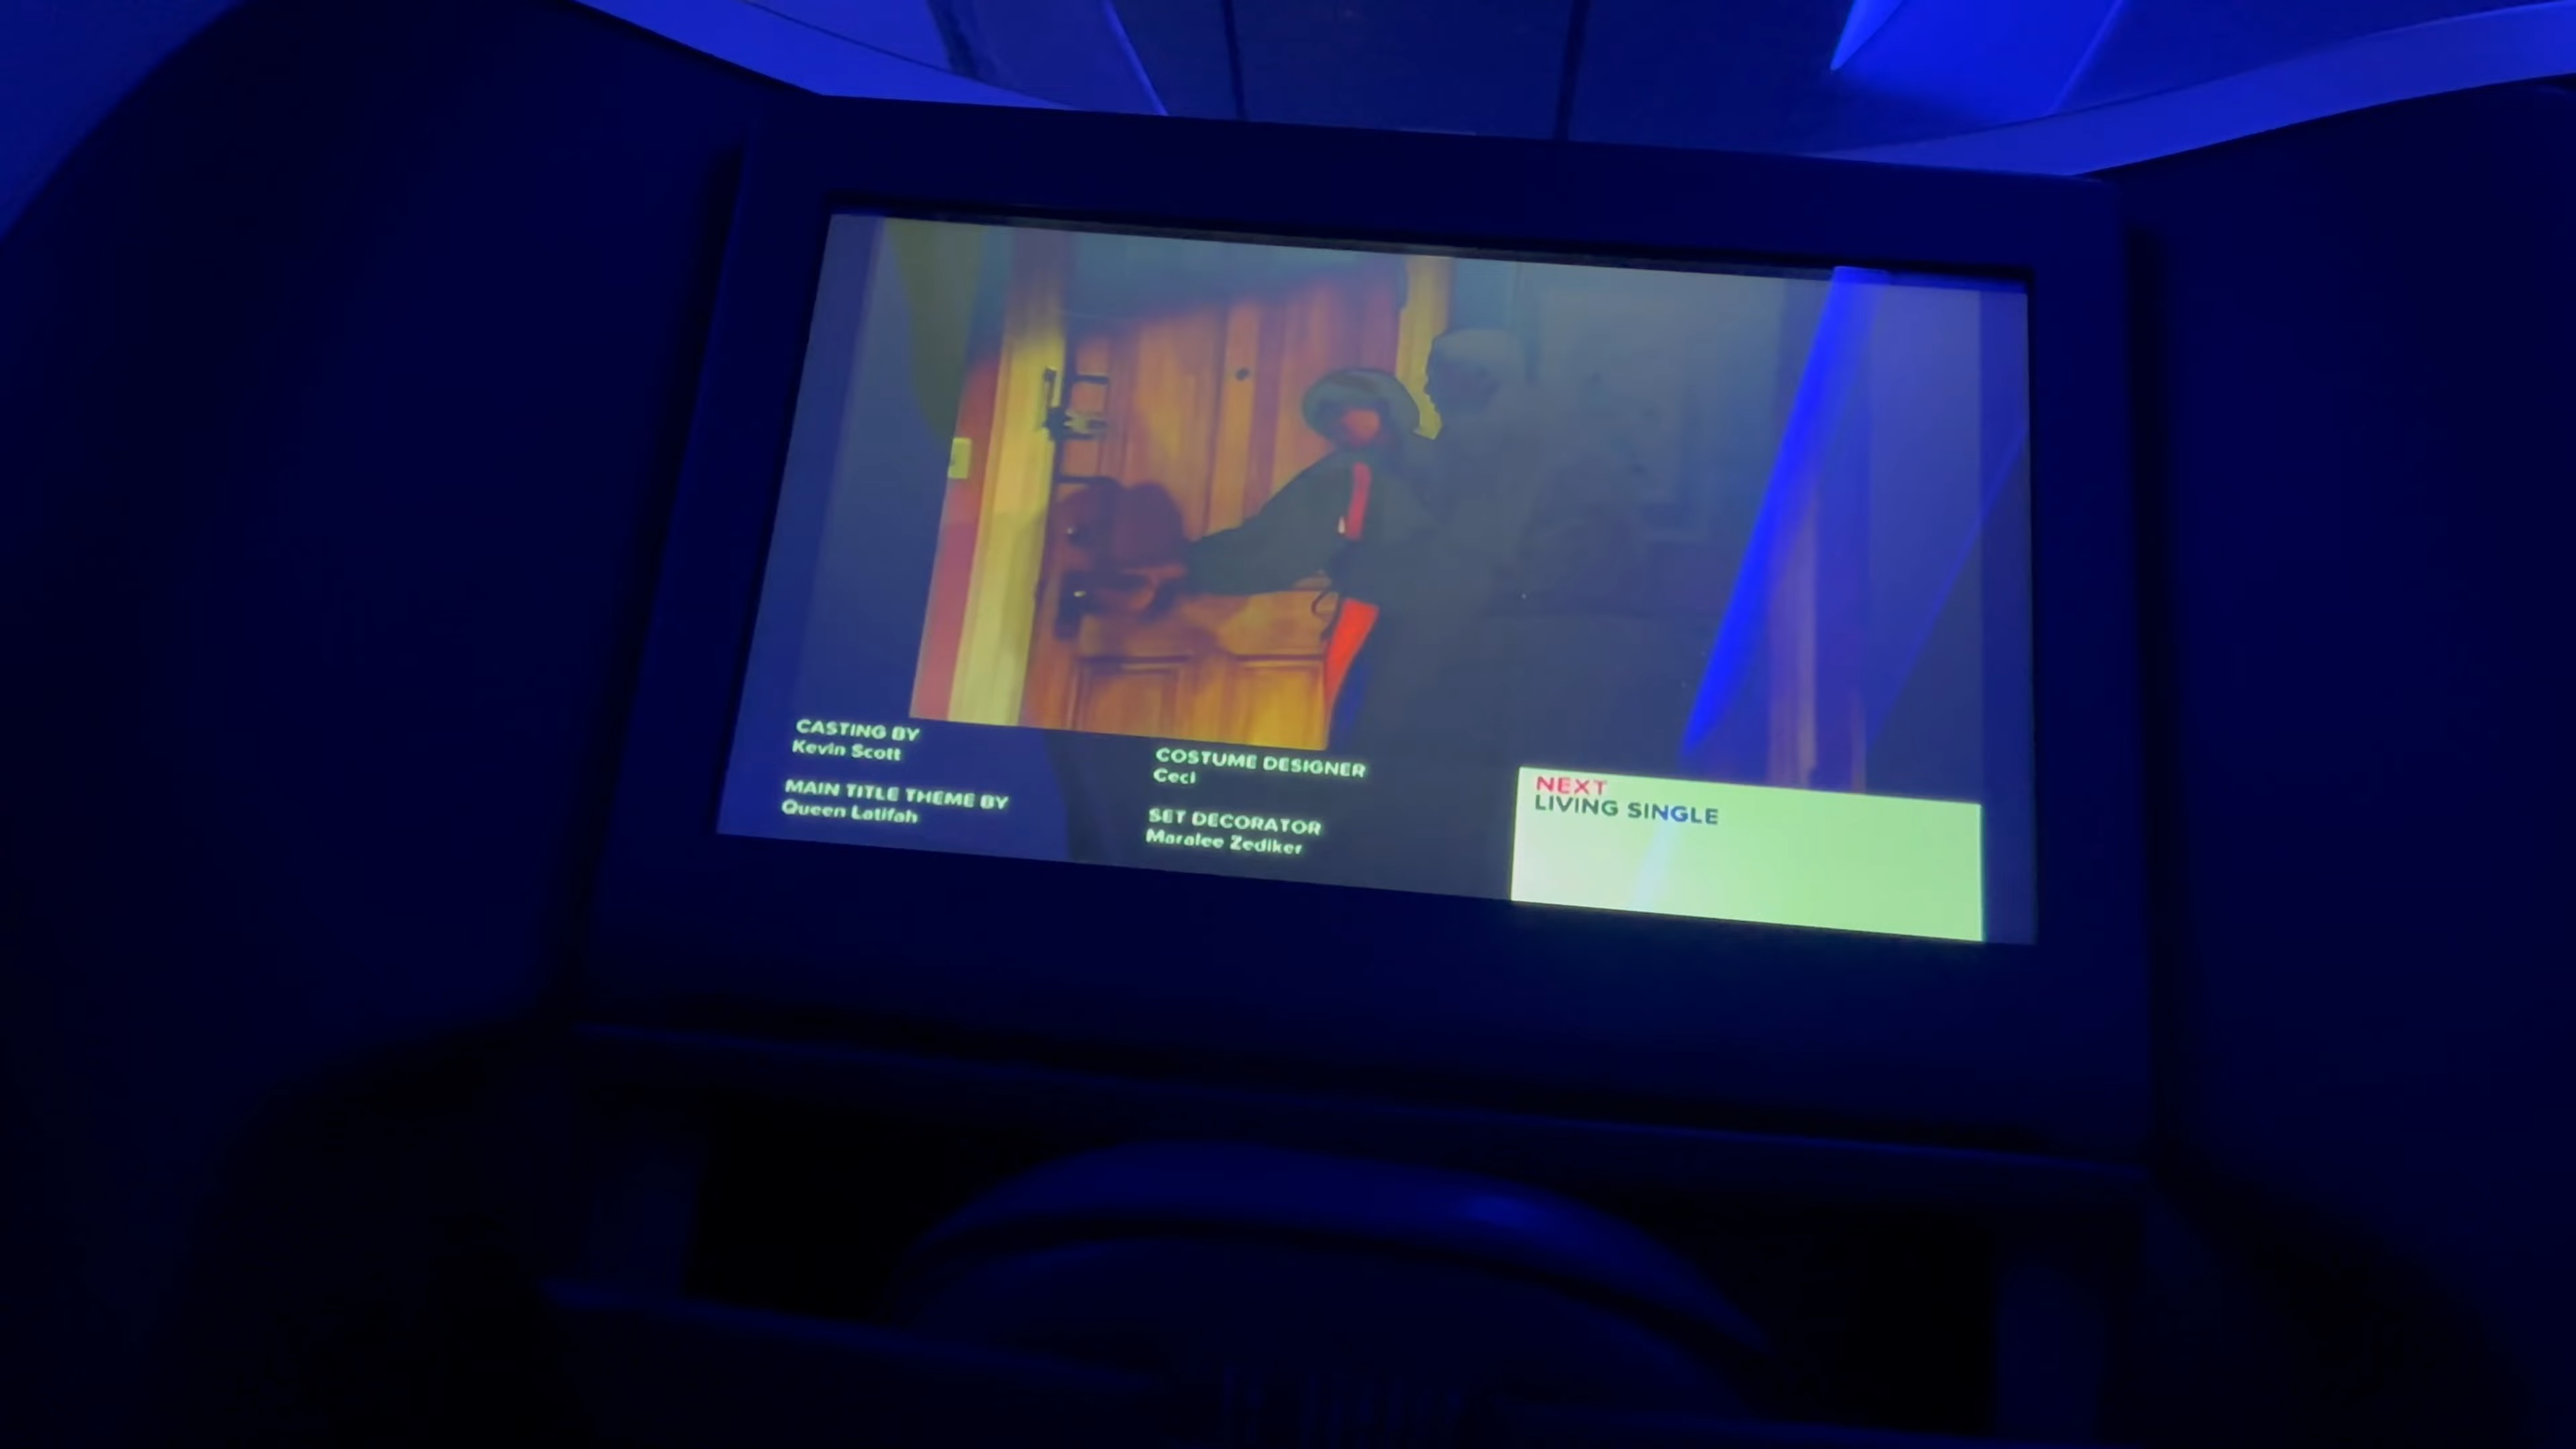 CASTING BY
Kevin Scott
MAIN TITLE THEME BY
Queen Latifah
COSTUME DESIGNER
Ceci
SET DECORATOR
Maralee Zediker
NEXT
LIVING SINGLE